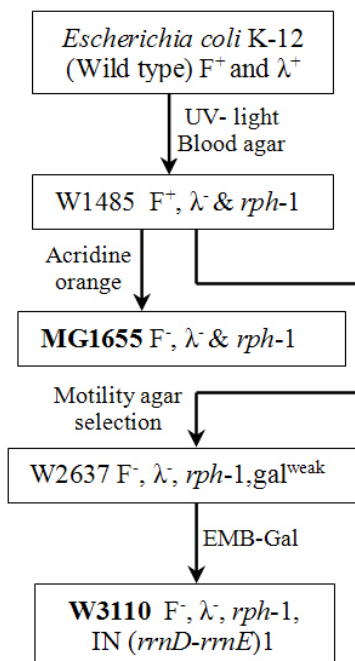 Escherichia coli K-12
(Wild type) F⁺ and λ⁺
UV- light
Blood agar
W1485 F⁺, λ⁻ & rph-1
Acridine
orange
MG1655 F⁻, λ⁻ & rph-1
Motility agar
selection
W2637 F⁻, λ⁻, rph-1,galʷᵉᵃᵏ
EMB-Gal
W3110 F⁻, λ⁻, rph-1,
IN (rrnD-rrnE)1